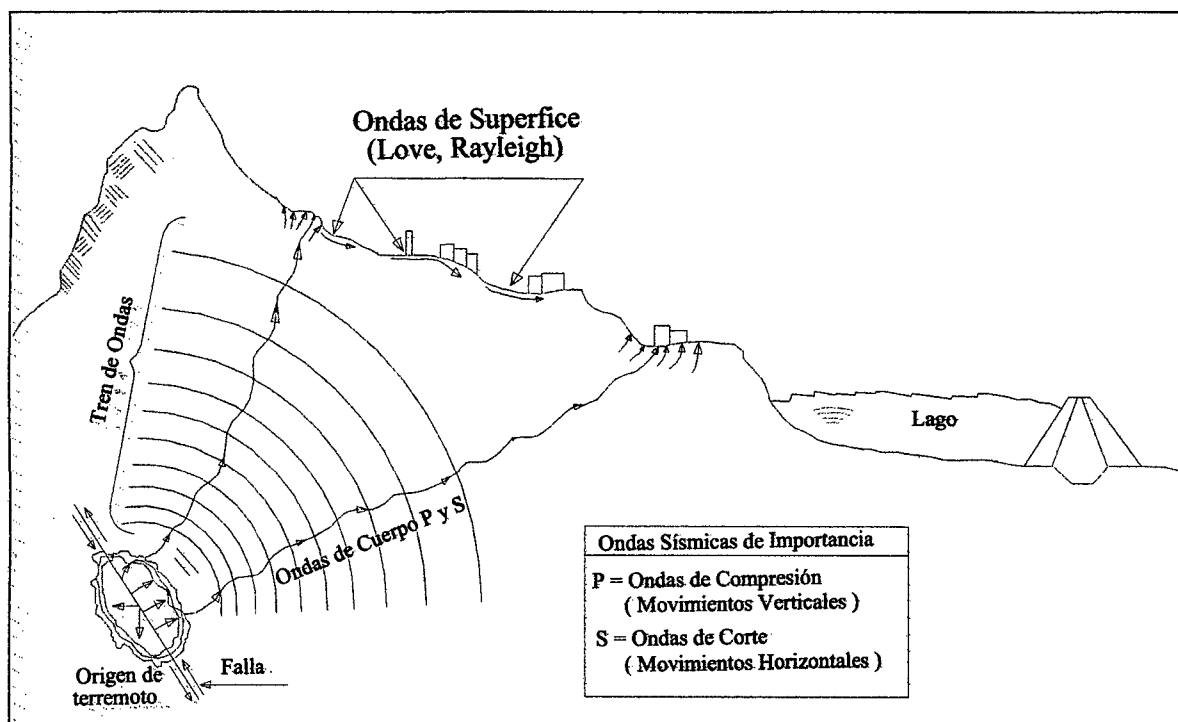 Ondas de Superfice
(Love, Rayleigh)
Tren de Ondas
Lago
Ondas de Cuerpo P y S
Ondas Sísmicas de Importancia
P = Ondas de Compresión
( Movimientos Verticales )
S = Ondas de Corte
( Movimientos Horizontales )
Falla
Origen de
terremoto